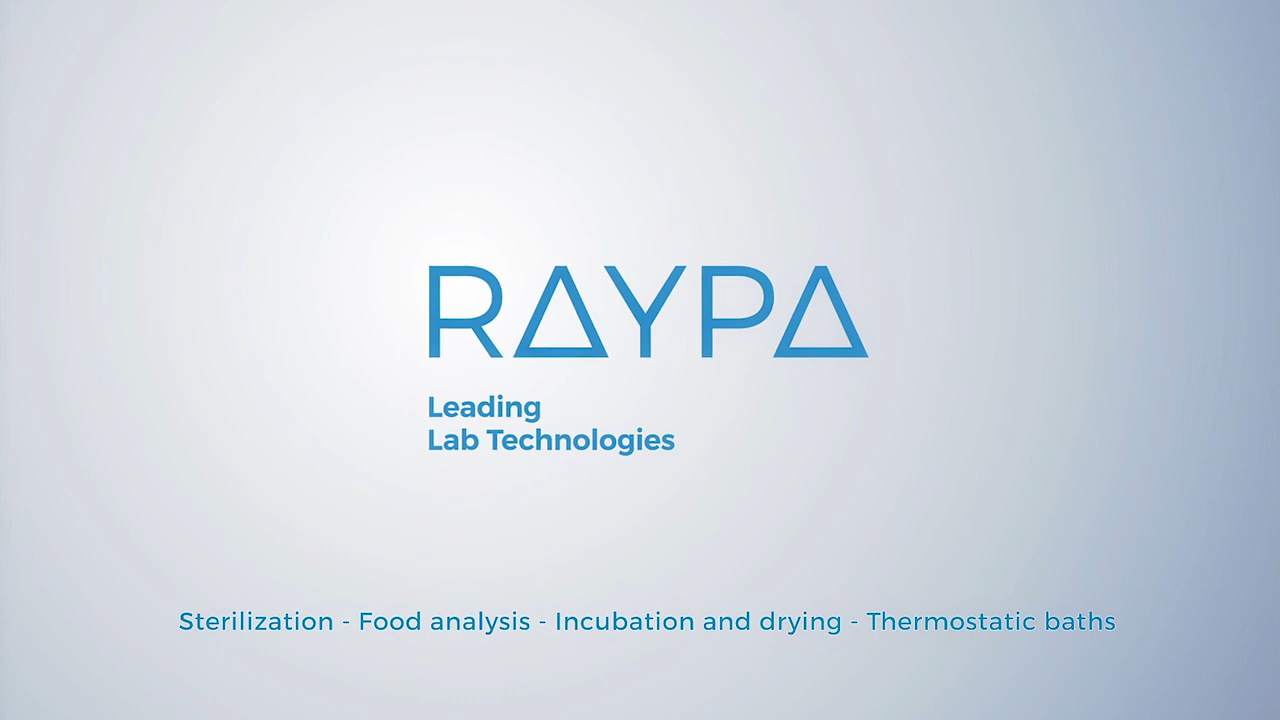 RAYPA
Leading
Lab Technologies
Sterilization - Food analysis - Incubation and drying - Thermostatic baths